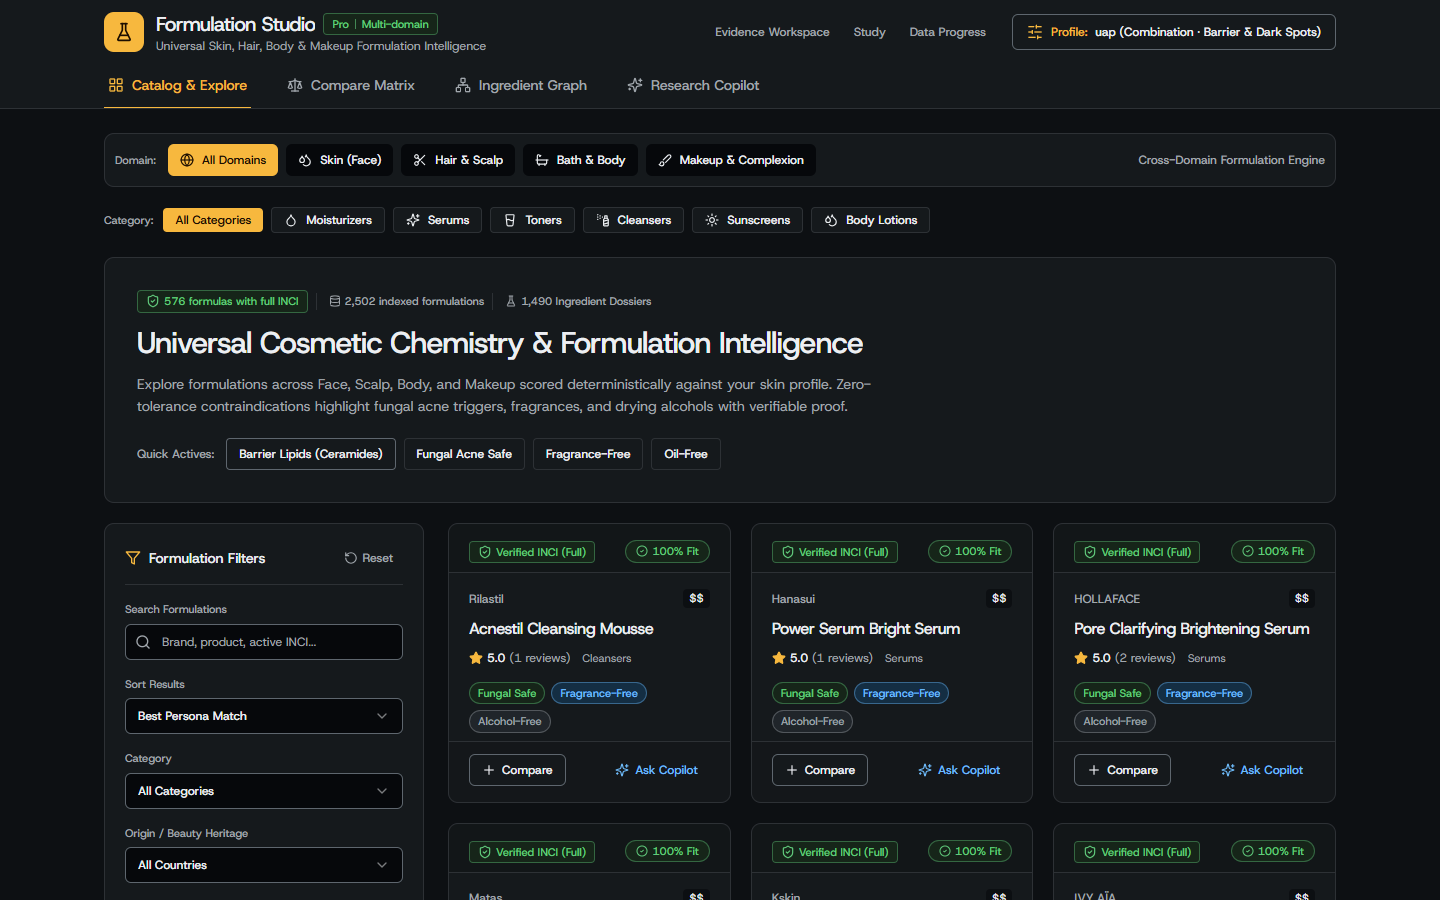 Formulation Studio Pro | Multi-domain
Universal Skin, Hair, Body & Makeup Formulation Intelligence
Evidence Workspace Study Data Progress Profile: uap (Combination · Barrier & Dark Spots)
Catalog & Explore Compare Matrix Ingredient Graph Research Copilot
Domain: All Domains Skin (Face) Hair & Scalp Bath & Body Makeup & Complexion Cross-Domain Formulation Engine
Category: All Categories Moisturizers Serums Toners Cleansers Sunscreens Body Lotions
576 formulas with full INCI 2,502 indexed formulations 1,490 Ingredient Dossiers
Universal Cosmetic Chemistry & Formulation Intelligence
Explore formulations across Face, Scalp, Body, and Makeup scored deterministically against your skin profile. Zero-
tolerance contraindications highlight fungal acne triggers, fragrances, and drying alcohols with verifiable proof.
Quick Actives: Barrier Lipids (Ceramides) Fungal Acne Safe Fragrance-Free Oil-Free
Formulation Filters Reset
Search Formulations
Brand, product, active INCI...
Sort Results
Best Persona Match
Category
All Categories
Origin / Beauty Heritage
All Countries
Verified INCI (Full) 100% Fit
Rilastil $$
Acnestil Cleansing Mousse
5.0 (1 reviews) Cleansers
Fungal Safe Fragrance-Free
Alcohol-Free
Compare Ask Copilot
Verified INCI (Full) 100% Fit
Hanasui $$
Power Serum Bright Serum
5.0 (1 reviews) Serums
Fungal Safe Fragrance-Free
Alcohol-Free
Compare Ask Copilot
Verified INCI (Full) 100% Fit
HOLLAFACE $$
Pore Clarifying Brightening Serum
5.0 (2 reviews) Serums
Fungal Safe Fragrance-Free
Alcohol-Free
Compare Ask Copilot
Verified INCI (Full) 100% Fit
Matas $$
Verified INCI (Full) 100% Fit
Kskin $$
Verified INCI (Full) 100% Fit
IVY AÏA $$